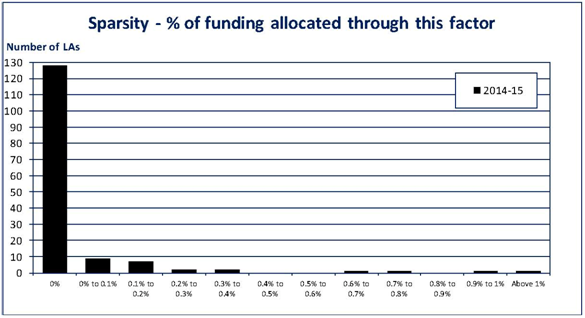 Sparsity - % of funding allocated through this factor
Number of LAs
130
120
110
100
90
80
70
60
50
40
30
20
10
0
2014-15
0%
0% to 0.1%
0.1% to
0.2%
0.2% to
0.3%
0.3% to
0.4%
0.4% to
0.5%
0.5% to
0.6%
0.6% to
0.7%
0.7% to
0.8%
0.8% to
0.9%
0.9% to 1%
Above 1%